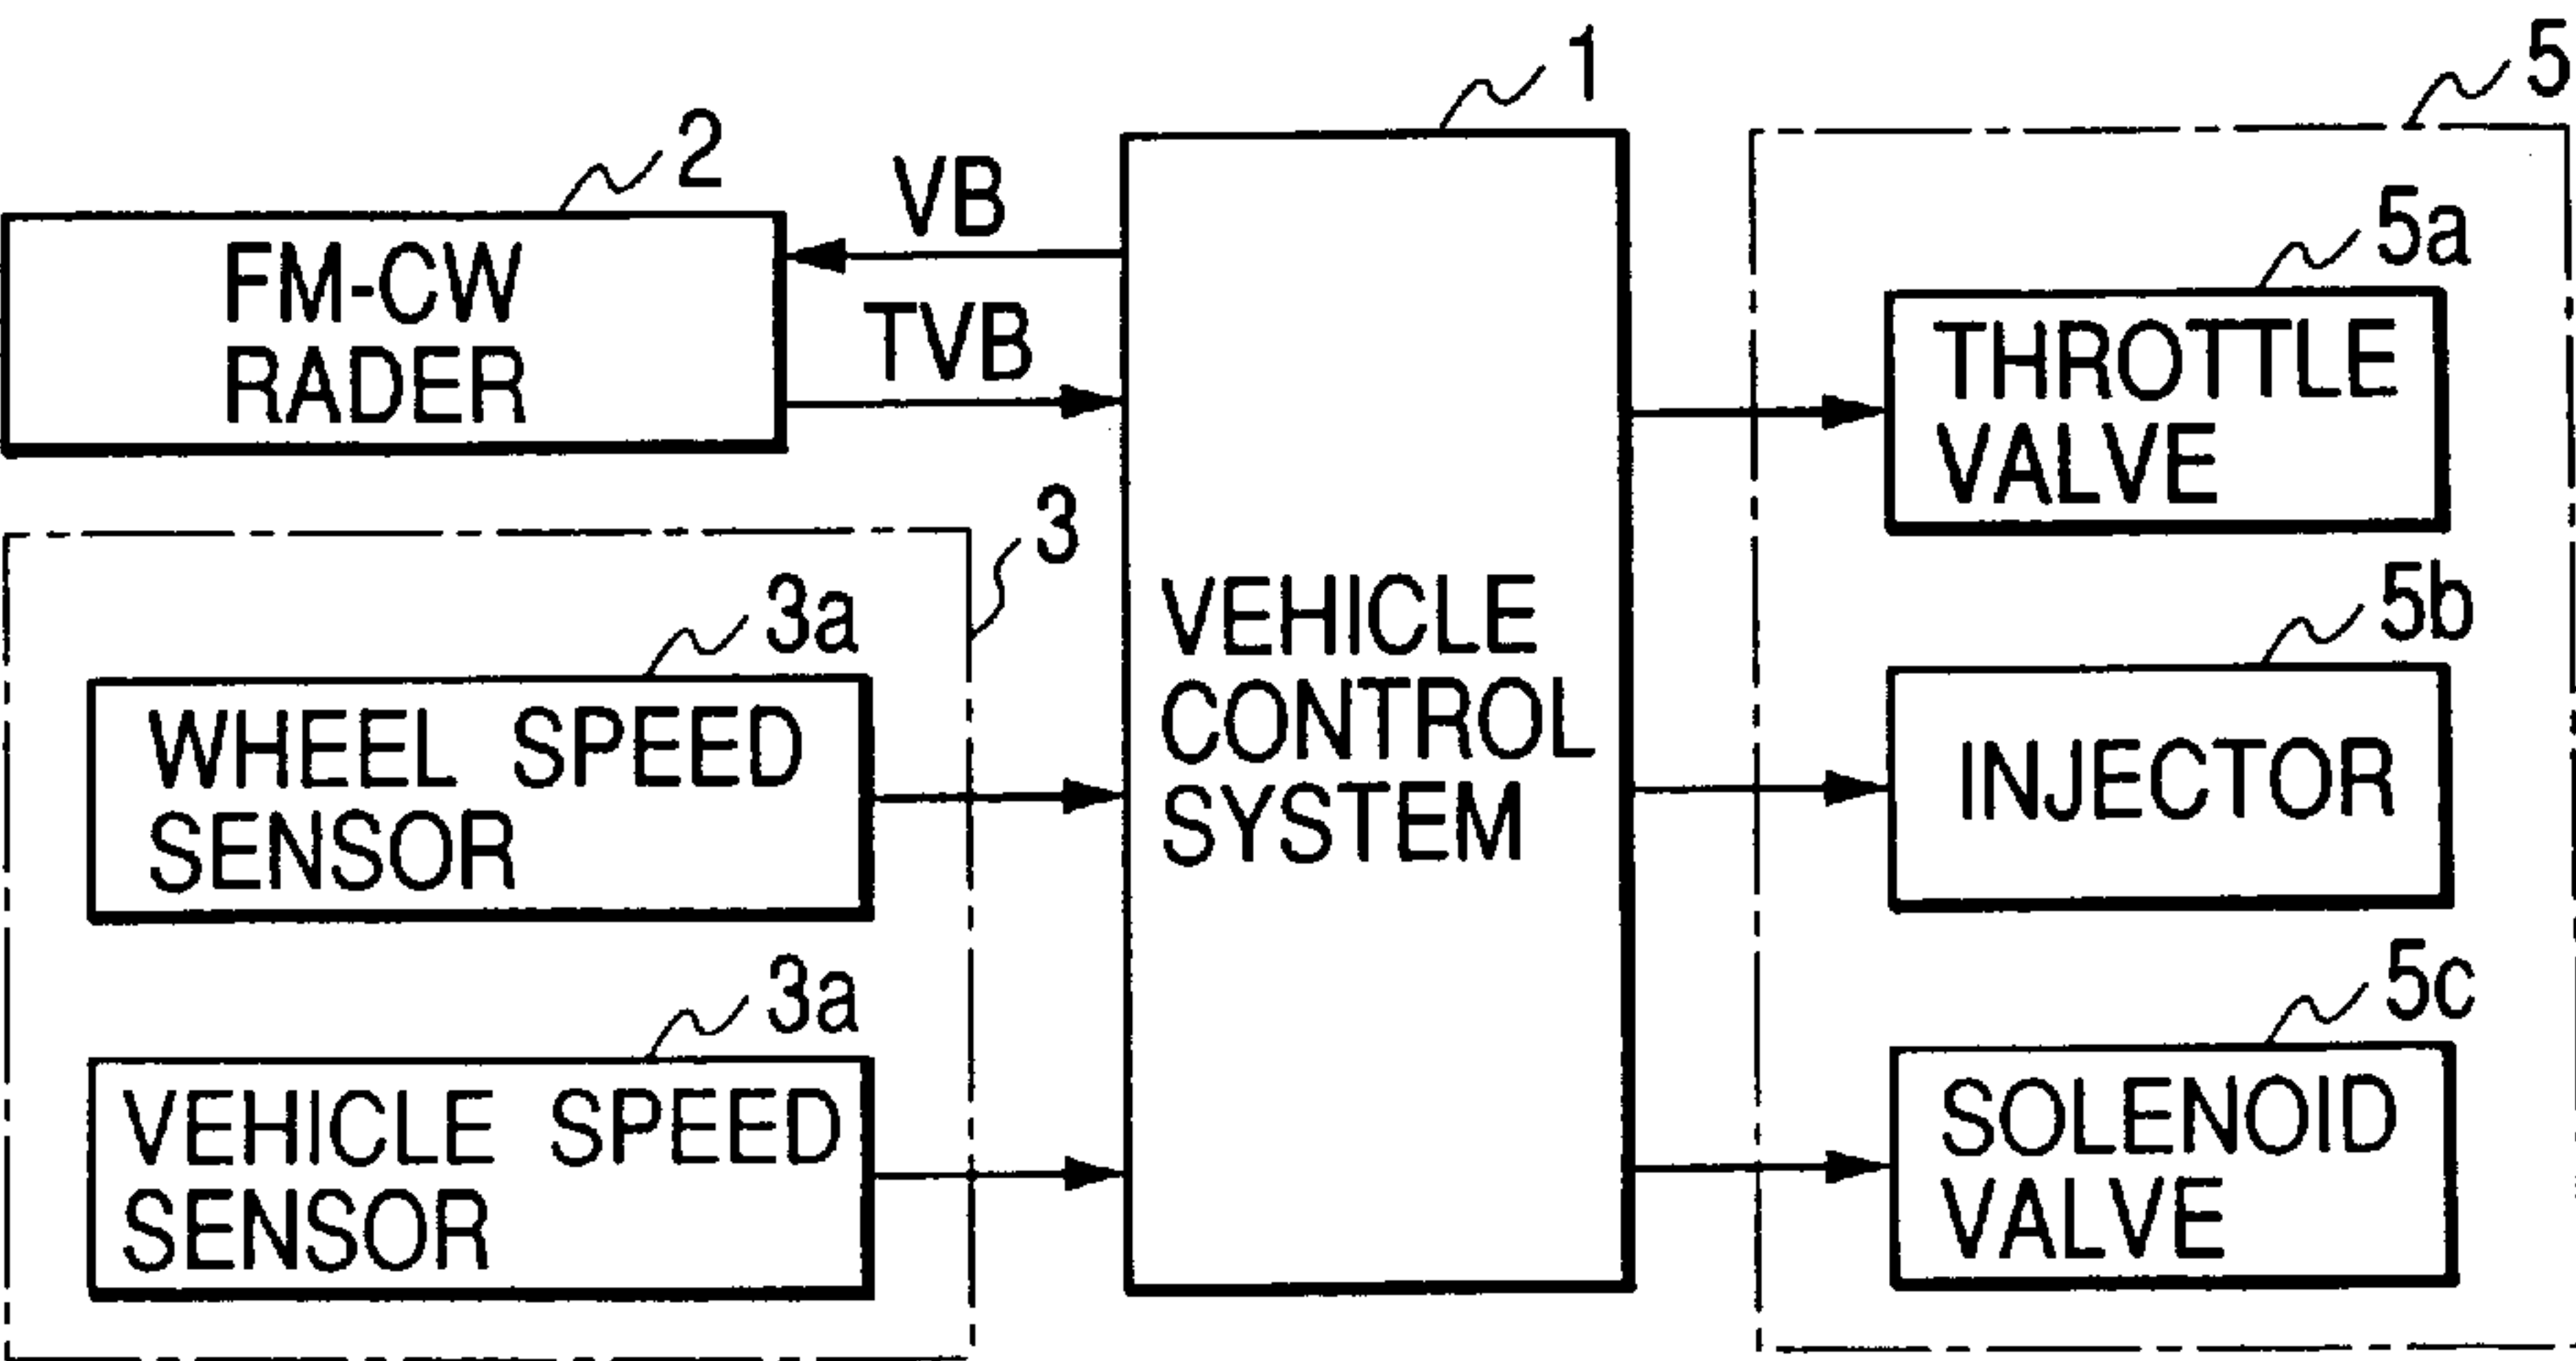 1
5
2
VB
FM-CW
RADER
TVB
5a
THROTTLE
VALVE
3
3a
WHEEL SPEED
SENSOR
VEHICLE
CONTROL
SYSTEM
5b
INJECTOR
3a
VEHICLE SPEED
SENSOR
5c
SOLENOID
VALVE